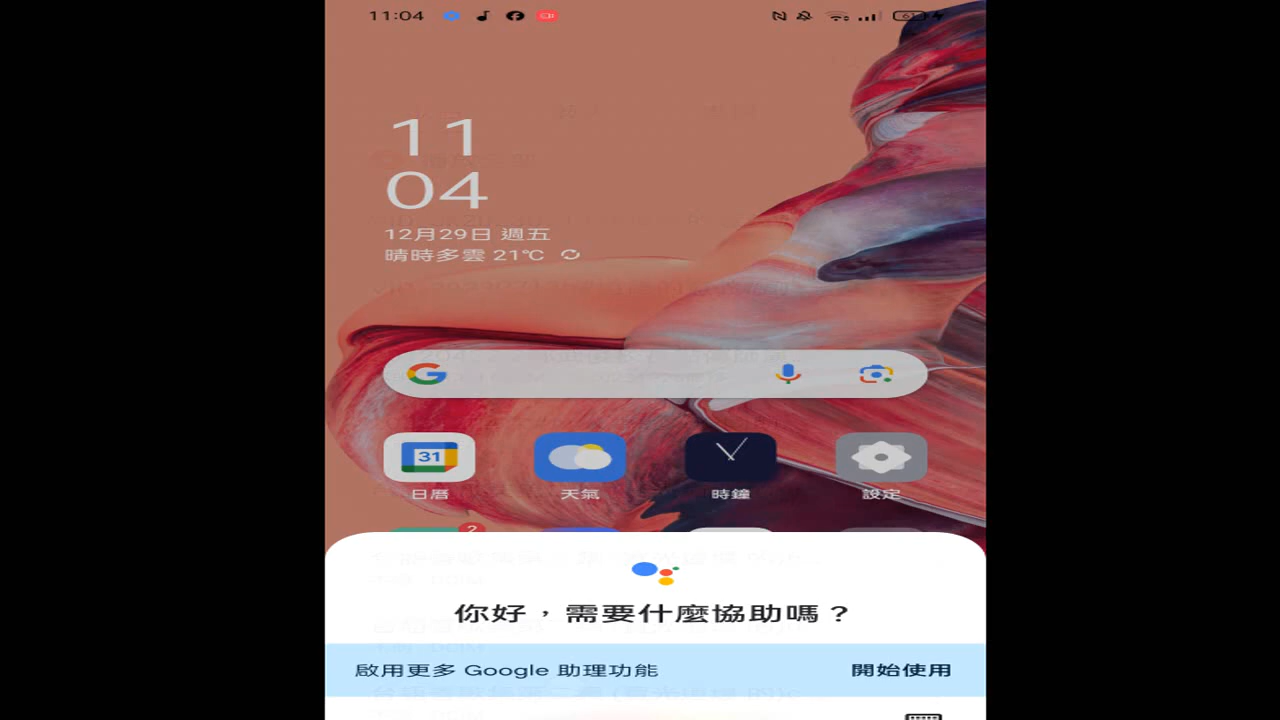 11:04
11
04
12月29日 週五
晴時多雲 21°C
31
日曆
天氣
時鐘
設定
2
你好，需要什麼協助嗎？
啟用更多 Google 助理功能
開始使用